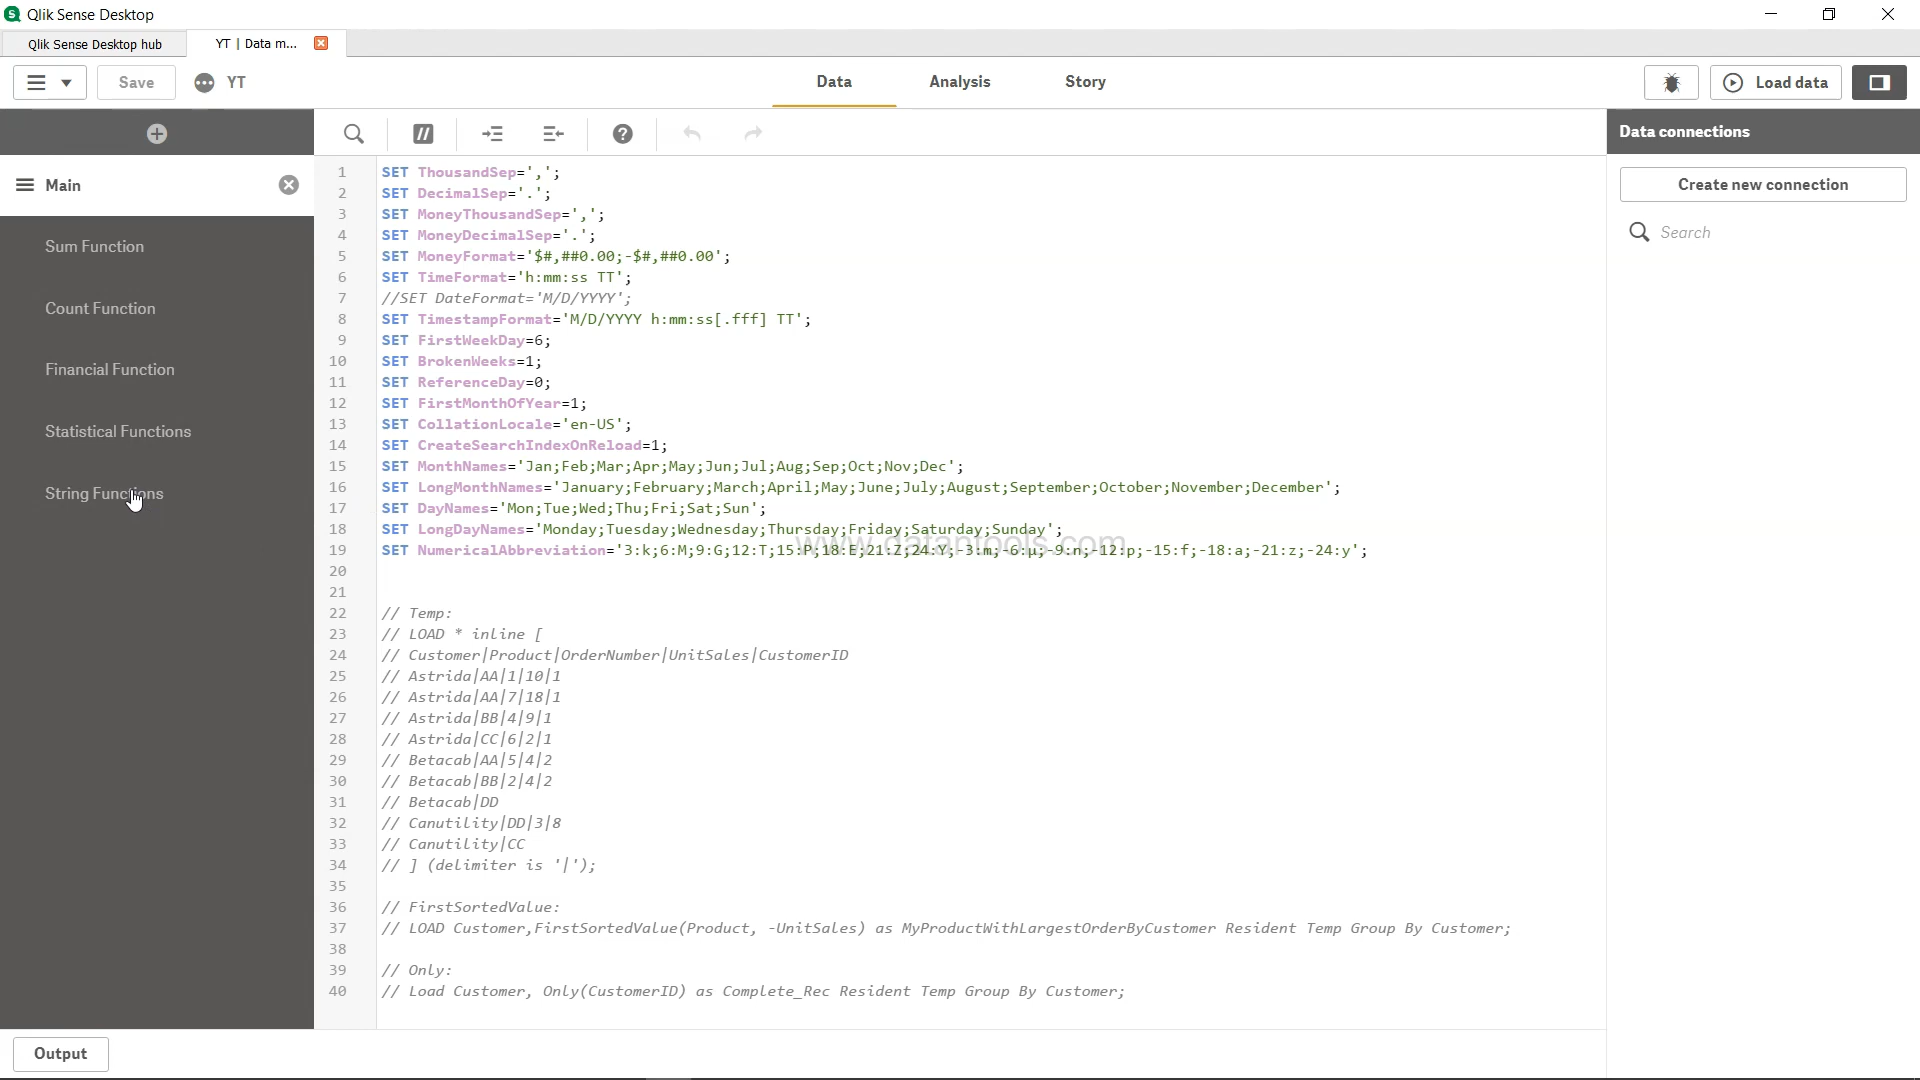 Qlik Sense Desktop
Qlik Sense Desktop hub
YT | Data m...
Save
YT
Data
Analysis
Story
Load data
Data connections
Create new connection
Search
Main
Sum Function
Count Function
Financial Function
Statistical Functions
String Functions
1 SET ThousandSep=',';
2 SET DecimalSep='.';
3 SET MoneyThousandSep=',';
4 SET MoneyDecimalSep='.';
5 SET MoneyFormat='$#,##0.00;-$#,##0.00';
6 SET TimeFormat='h:mm:ss TT';
7 //SET DateFormat='M/D/YYYY';
8 SET TimestampFormat='M/D/YYYY h:mm:ss[.fff] TT';
9 SET FirstWeekDay=6;
10 SET BrokenWeeks=1;
11 SET ReferenceDay=0;
12 SET FirstMonthOfYear=1;
13 SET CollationLocale='en-US';
14 SET CreateSearchIndexOnReload=1;
15 SET MonthNames='Jan;Feb;Mar;Apr;May;Jun;Jul;Aug;Sep;Oct;Nov;Dec';
16 SET LongMonthNames='January;February;March;April;May;June;July;August;September;October;November;December';
17 SET DayNames='Mon;Tue;Wed;Thu;Fri;Sat;Sun';
18 SET LongDayNames='Monday;Tuesday;Wednesday;Thursday;Friday;Saturday;Sunday';
19 SET NumericalAbbreviation='3:k;6:M;9:G;12:T;15:P;18:E;21:Z;24:Y;-3:m;-6:μ;-9:n;-12:p;-15:f;-18:a;-21:z;-24:y';
www.datantools.com
20
21
22 // Temp:
23 // LOAD * inline [
24 // Customer|Product|OrderNumber|UnitSales|CustomerID
25 // Astrida|AA|1|10|1
26 // Astrida|AA|7|18|1
27 // Astrida|BB|4|9|1
28 // Astrida|CC|6|2|1
29 // Betacab|AA|5|4|2
30 // Betacab|BB|2|4|2
31 // Betacab|DD
32 // Canutility|DD|3|8
33 // Canutility|CC
34 // ] (delimiter is '|');
35
36 // FirstSortedValue:
37 // LOAD Customer,FirstSortedValue(Product, -UnitSales) as MyProductWithLargestOrderByCustomer Resident Temp Group By Customer;
38
39 // Only:
40 // Load Customer, Only(CustomerID) as Complete_Rec Resident Temp Group By Customer;
Output